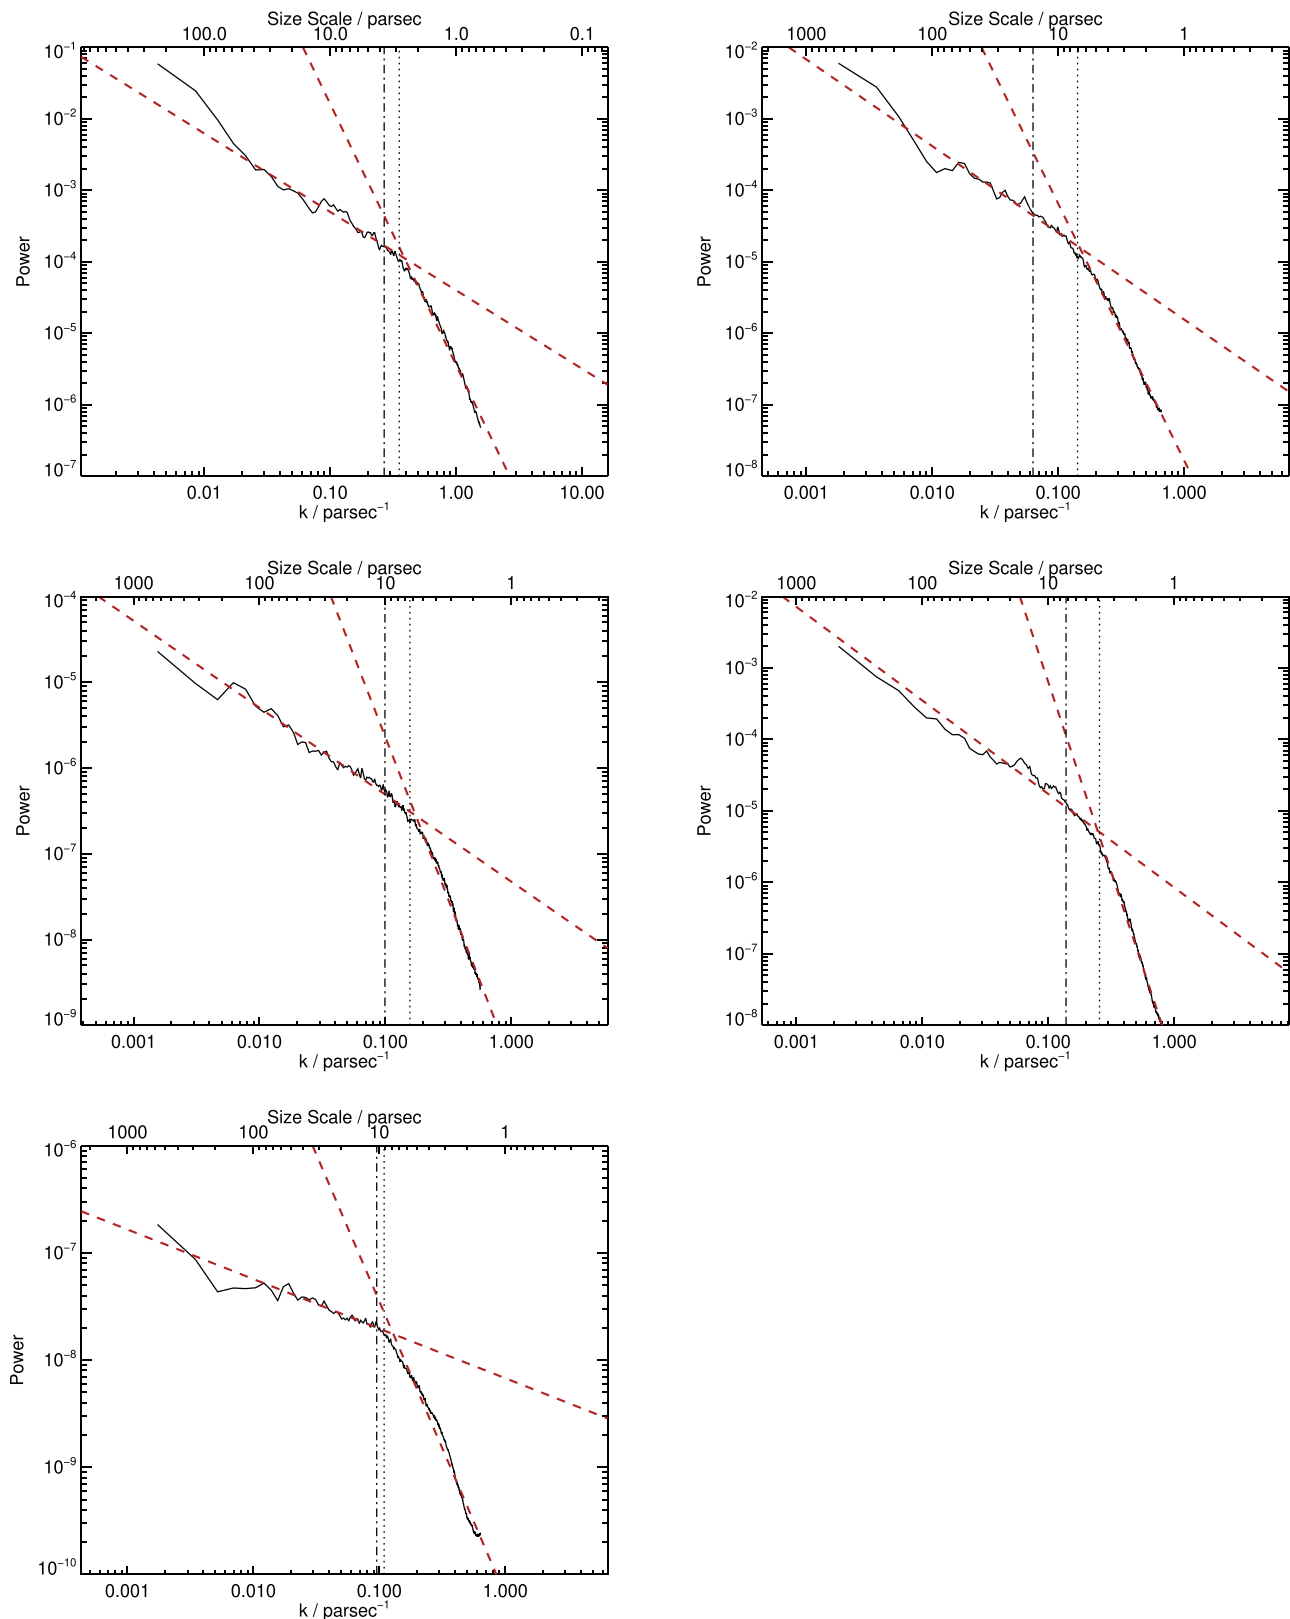 Size Scale / parsec
100.0 10.0 1.0 0.1
10⁻¹
10⁻²
10⁻³
10⁻⁴
10⁻⁵
10⁻⁶
10⁻⁷
Power
0.01 0.10 1.00 10.00
k / parsec⁻¹
Size Scale / parsec
1000 100 10 1
10⁻²
10⁻³
10⁻⁴
10⁻⁵
10⁻⁶
10⁻⁷
10⁻⁸
Power
0.001 0.010 0.100 1.000
k / parsec⁻¹
Size Scale / parsec
1000 100 10 1
10⁻⁴
10⁻⁵
10⁻⁶
10⁻⁷
10⁻⁸
10⁻⁹
Power
0.001 0.010 0.100 1.000
k / parsec⁻¹
Size Scale / parsec
1000 100 10 1
10⁻²
10⁻³
10⁻⁴
10⁻⁵
10⁻⁶
10⁻⁷
10⁻⁸
Power
0.001 0.010 0.100 1.000
k / parsec⁻¹
Size Scale / parsec
1000 100 10 1
10⁻⁶
10⁻⁷
10⁻⁸
10⁻⁹
10⁻¹⁰
Power
0.001 0.010 0.100 1.000
k / parsec⁻¹